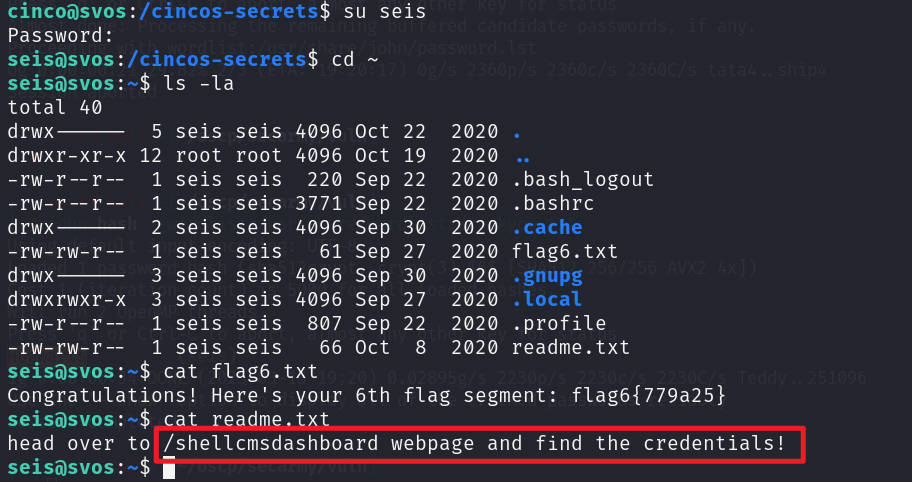 cinco@svos:/cincos-secrets$ su seis
Password:
seis@svos:/cincos-secrets$ cd ~
seis@svos:~$ ls -la
total 40
drwx------  5 seis seis 4096 Oct 22  2020 .
drwxr-xr-x 12 root root 4096 Oct 19  2020 ..
-rw-r--r--  1 seis seis  220 Sep 22  2020 .bash_logout
-rw-r--r--  1 seis seis 3771 Sep 22  2020 .bashrc
drwx------  2 seis seis 4096 Sep 30  2020 .cache
-rw-rw-r--  1 seis seis   61 Sep 27  2020 flag6.txt
drwx------  3 seis seis 4096 Sep 30  2020 .gnupg
drwxrwxr-x  3 seis seis 4096 Sep 27  2020 .local
-rw-r--r--  1 seis seis  807 Sep 22  2020 .profile
-rw-rw-r--  1 seis seis   66 Oct  8  2020 readme.txt
seis@svos:~$ cat flag6.txt
Congratulations! Here's your 6th flag segment: flag6{779a25}
seis@svos:~$ cat readme.txt
head over to /shellcmsdashboard webpage and find the credentials!
seis@svos:~$